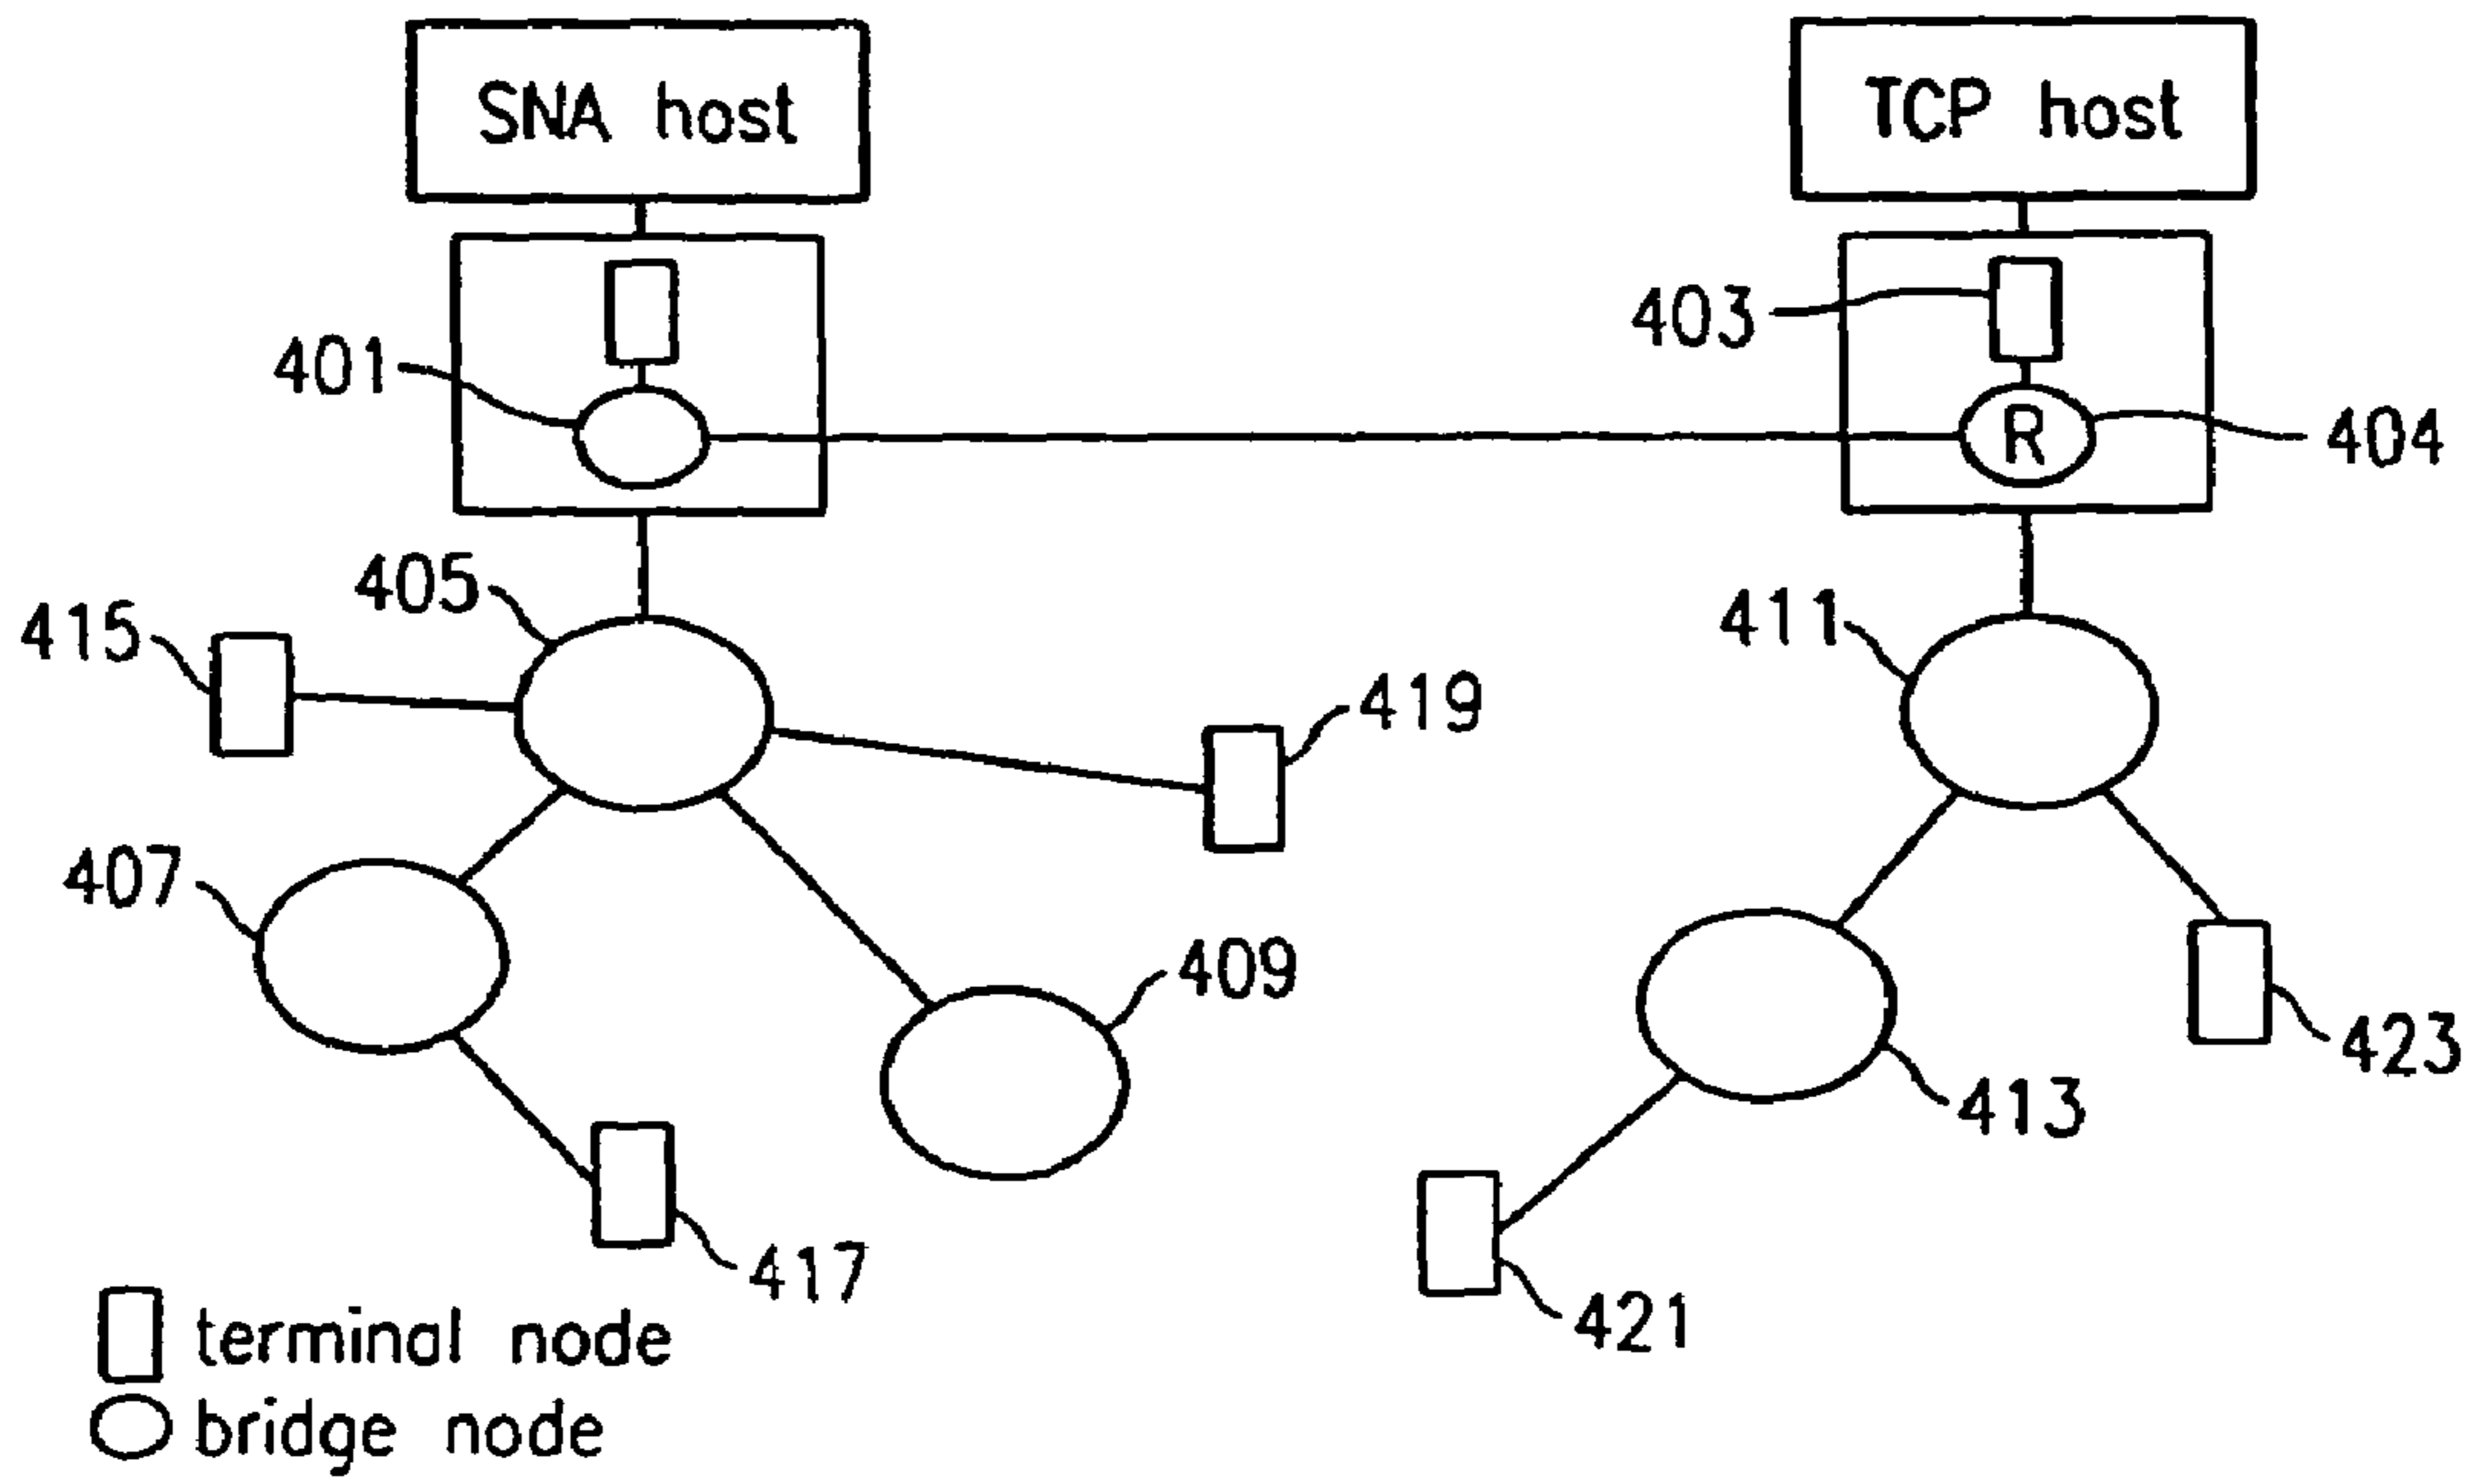 SNA host
TCP host
403
401
R
404
405
411
415
419
407
409
423
413
417
421
terminal node
bridge node